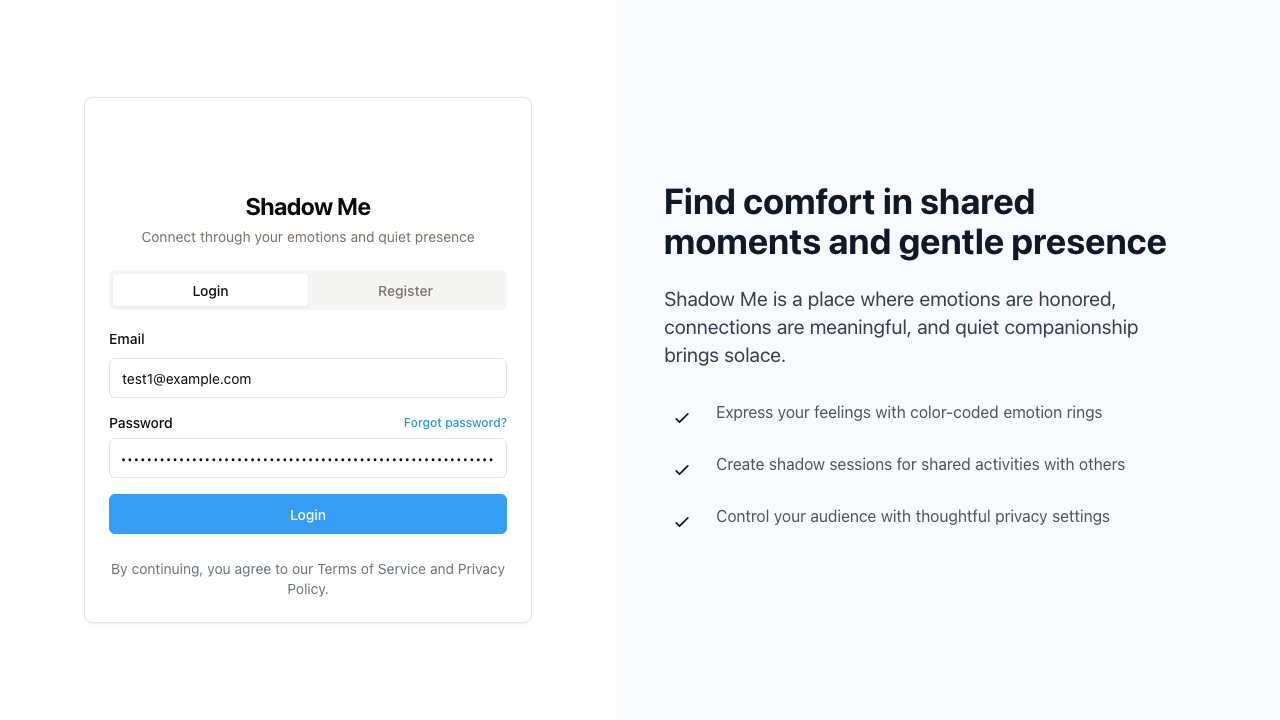 Shadow Me
Connect through your emotions and quiet presence
Login
Register
Email
test1@example.com
Password
Forgot password?
••••••••••••••••••••••••••••••••••••••••••••••••••••••••••
Login
By continuing, you agree to our Terms of Service and Privacy
Policy.
Find comfort in shared
moments and gentle presence
Shadow Me is a place where emotions are honored,
connections are meaningful, and quiet companionship
brings solace.
Express your feelings with color-coded emotion rings
Create shadow sessions for shared activities with others
Control your audience with thoughtful privacy settings